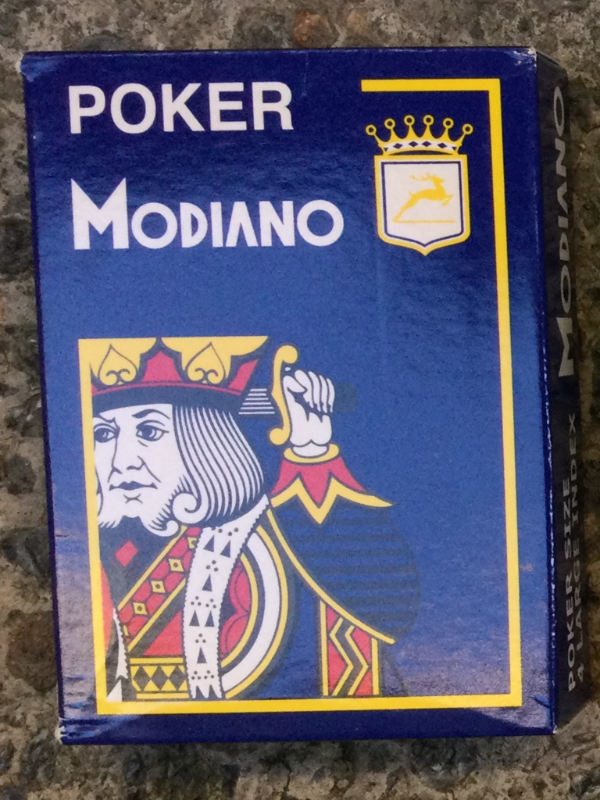 POKER
MODIANO
MODIANO
POKER SIZE
4 LARGE INDEX